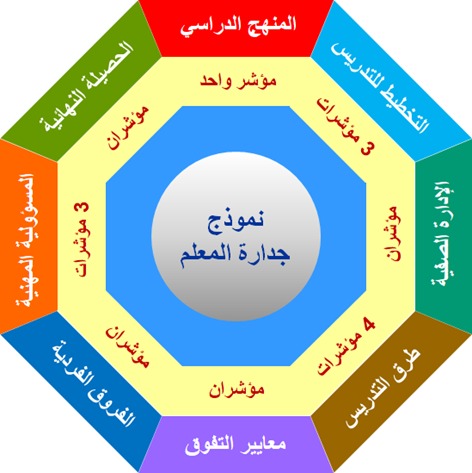 المنهج الدراسي
مؤشر واحد
التخطيط للتدريس
3 مؤشرات
الإدارة الصفية
مؤشران
طرق التدريس
4 مؤشرات
معايير التفوق
مؤشران
الفروق الفردية
مؤشران
المسؤولية المهنية
3 مؤشرات
الحصيلة النهائية
مؤشران
نموذج
جدارة المعلم